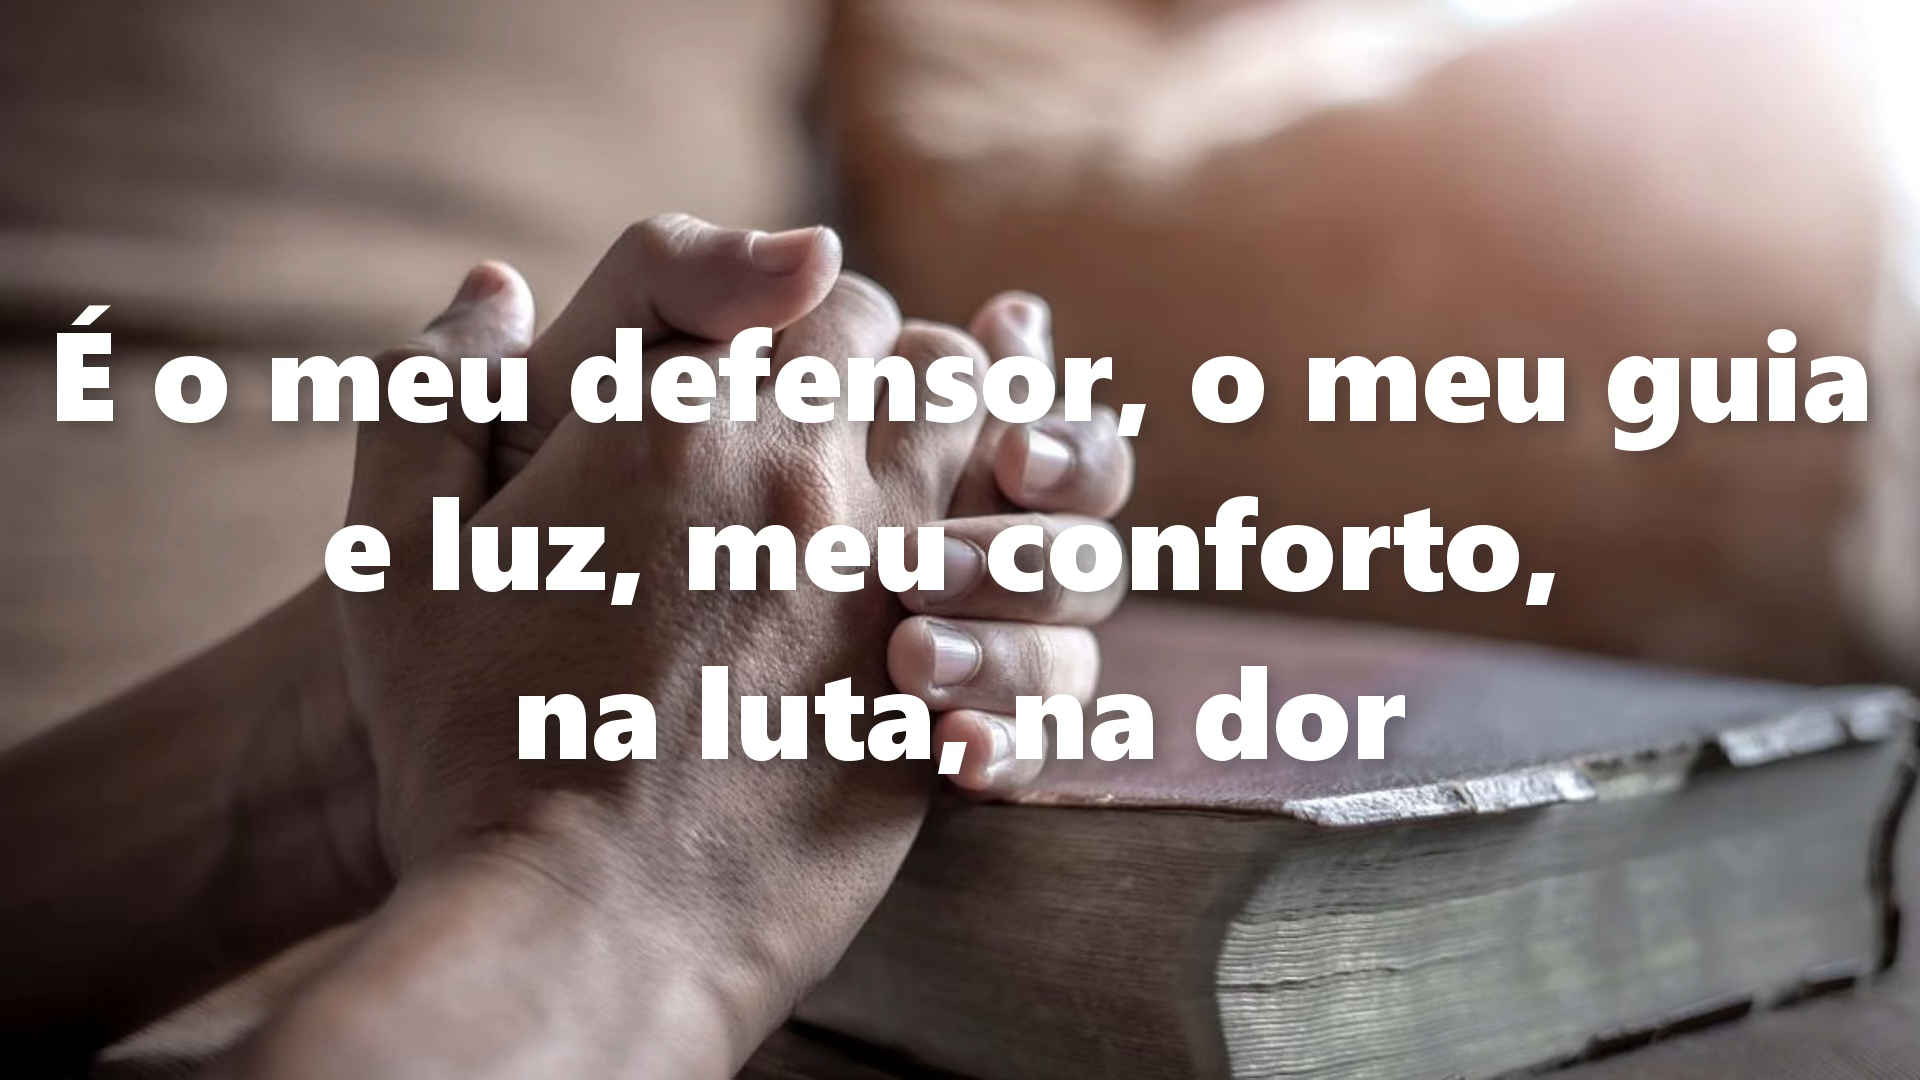 É o meu defensor, o meu guia
e luz, meu conforto,
na luta, na dor